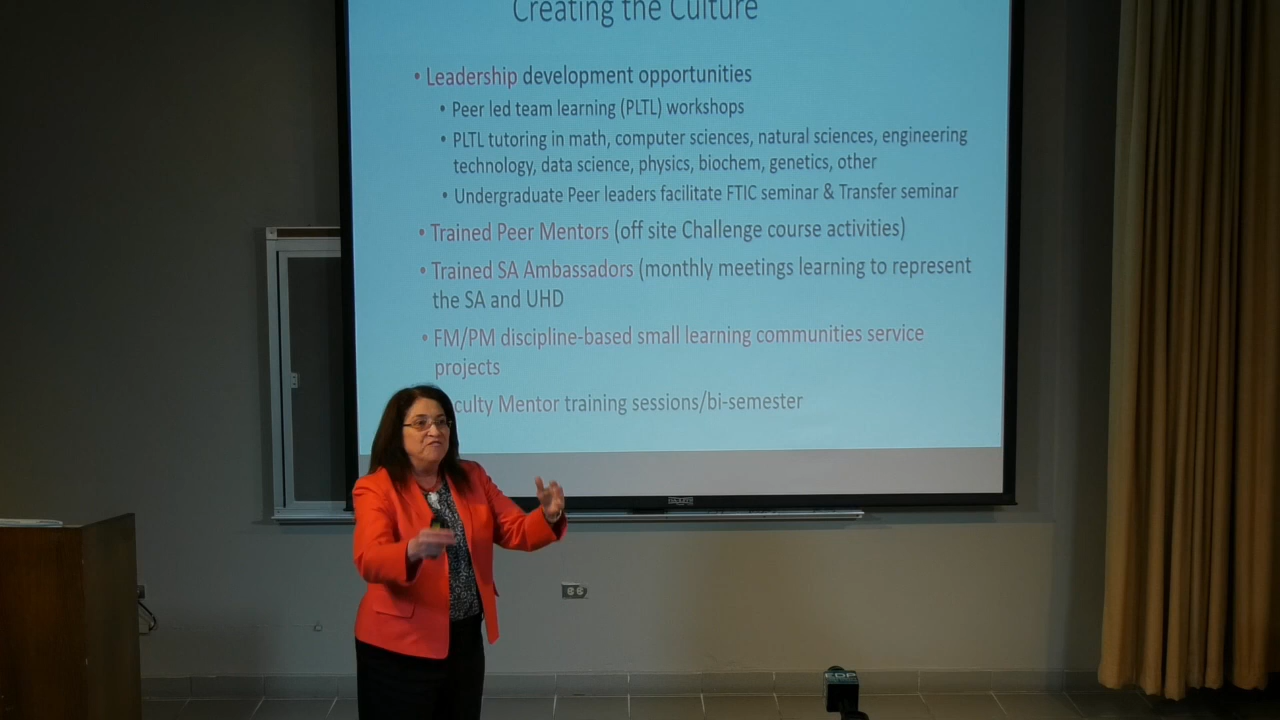 Creating the Culture
• Leadership development opportunities
• Peer led team learning (PLTL) workshops
• PLTL tutoring in math, computer sciences, natural sciences, engineering
technology, data science, physics, biochem, genetics, other
• Undergraduate Peer leaders facilitate FTIC seminar & Transfer seminar
• Trained Peer Mentors (off site Challenge course activities)
• Trained SA Ambassadors (monthly meetings learning to represent
the SA and UHD
• FM/PM discipline-based small learning communities service
projects
culty Mentor training sessions/bi-semester